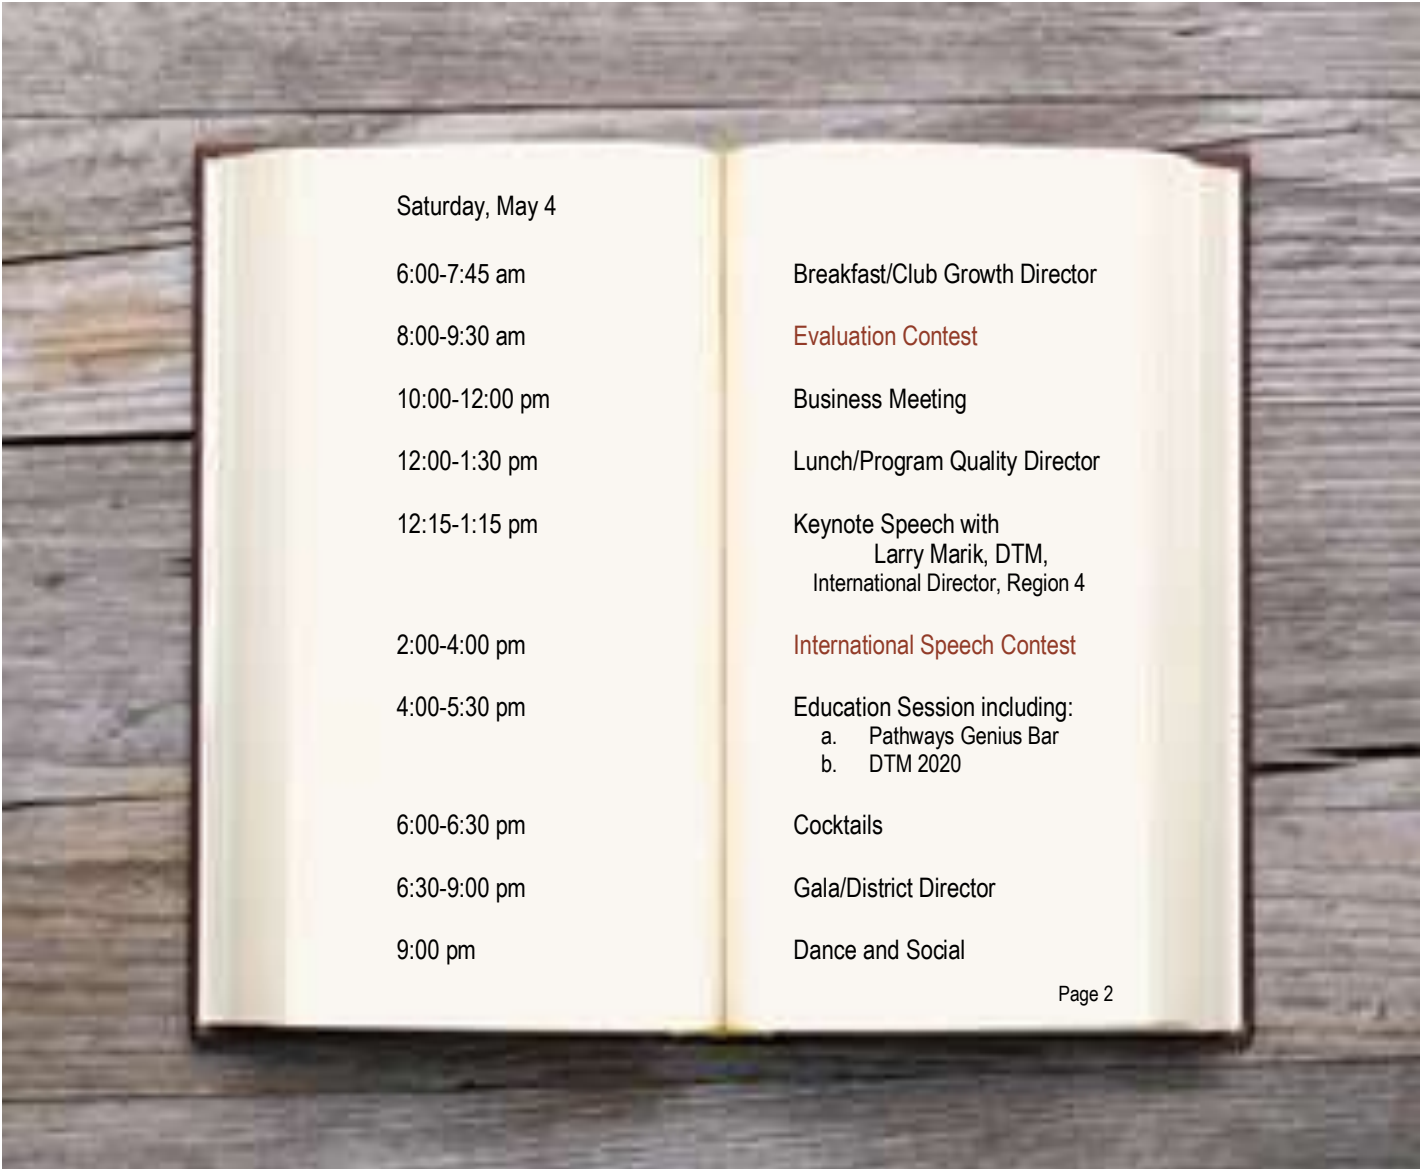 Saturday, May 4
6:00-7:45 am Breakfast/Club Growth Director
8:00-9:30 am Evaluation Contest
10:00-12:00 pm Business Meeting
12:00-1:30 pm Lunch/Program Quality Director
12:15-1:15 pm Keynote Speech with
Larry Marik, DTM,
International Director, Region 4
2:00-4:00 pm International Speech Contest
4:00-5:30 pm Education Session including:
a. Pathways Genius Bar
b. DTM 2020
6:00-6:30 pm Cocktails
6:30-9:00 pm Gala/District Director
9:00 pm Dance and Social
Page 2